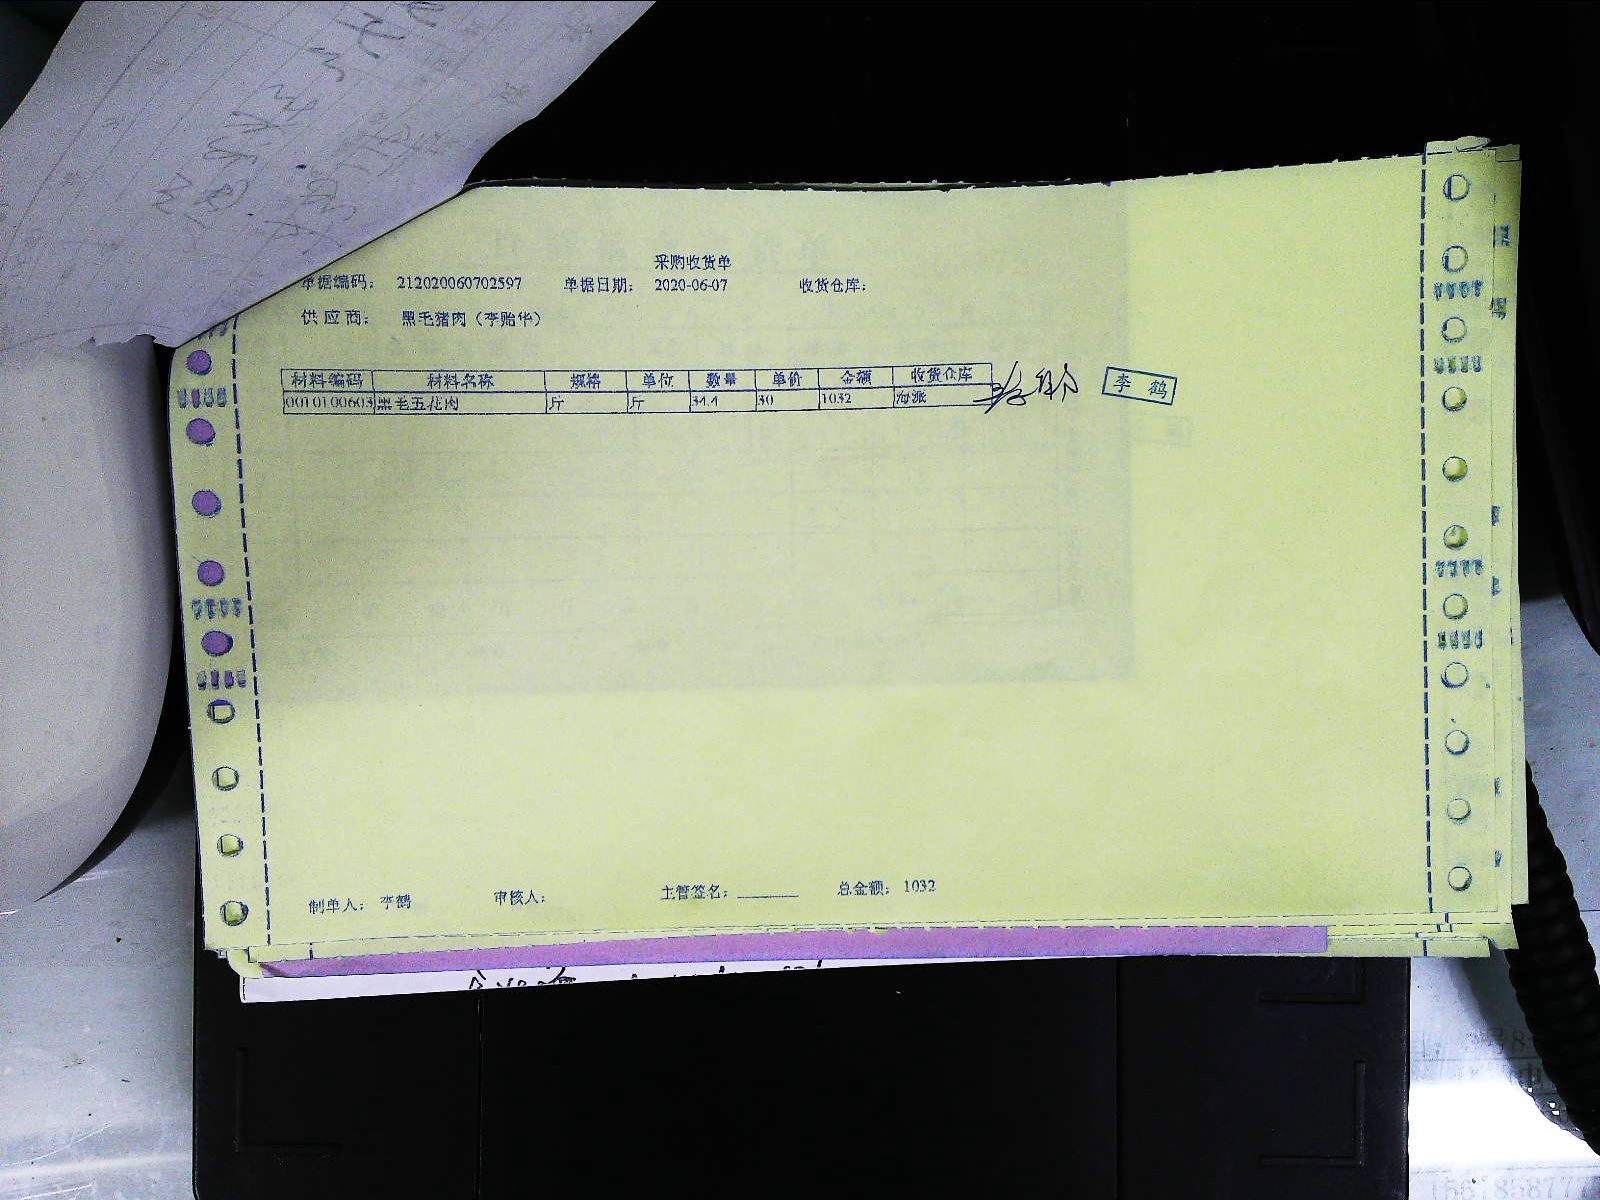 采购收货单
单据编码： 212020060702597 单据日期： 2020-06-07 收货仓库：
供应商： 黑毛猪肉（李贻华）
材料编码 材料名称 规格 单位 数量 单价 金额 收货仓库
0010100603 黑毛五花肉 斤 斤 34.4 30 1032 海派
李鹤
制单人： 李鹤 审核人： 主管签名：______ 总金额： 1032